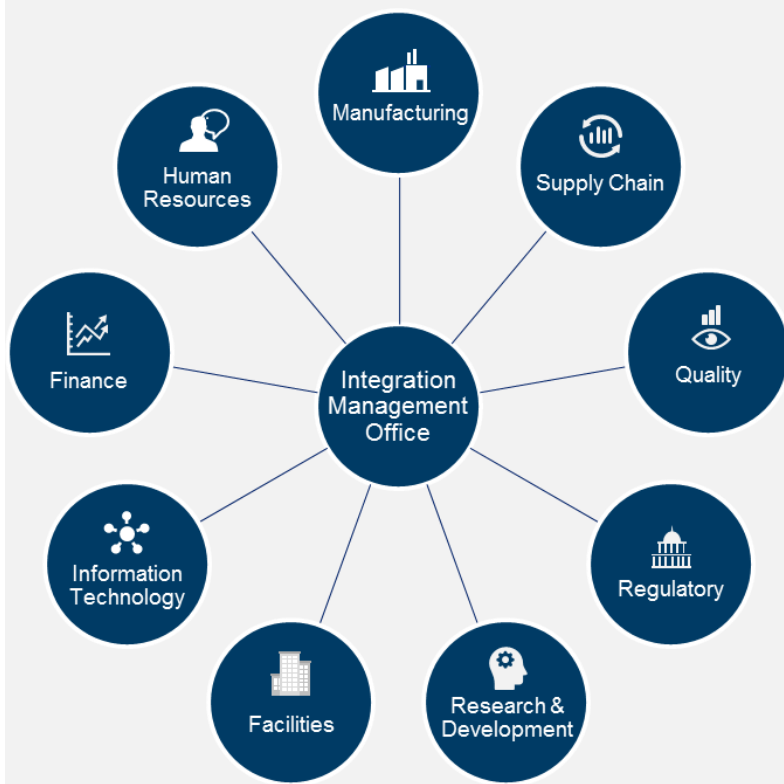 Manufacturing
Supply Chain
Quality
Regulatory
Research &
Development
Facilities
Information
Technology
Finance
Human
Resources
Integration
Management
Office